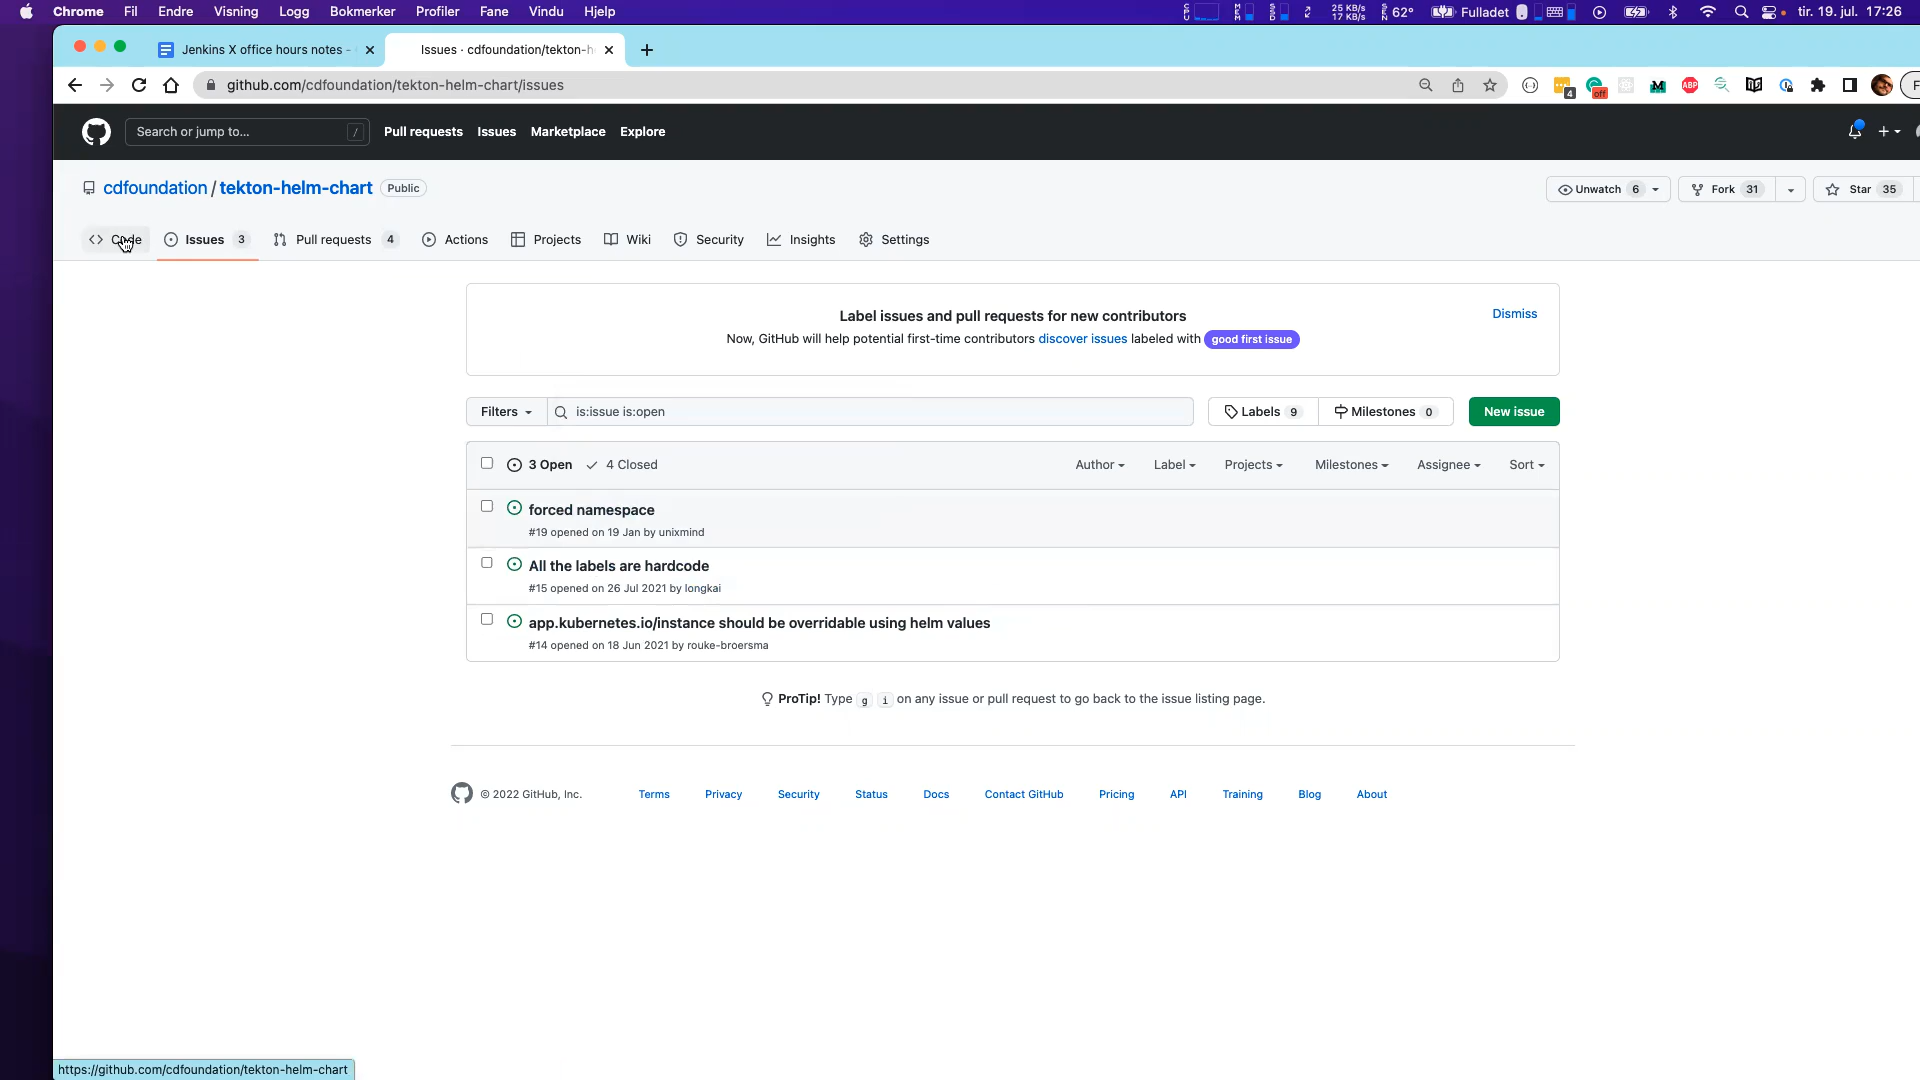 Chrome Fil Endre Visning Logg Bokmerker Profiler Fane Vindu Hjelp 25 KB/s 17 KB/s 62° Fulladet tir. 19. jul. 17:26
Jenkins X office hours notes - Issues · cdfoundation/tekton-h
github.com/cdfoundation/tekton-helm-chart/issues 4 off ABP
Search or jump to... / Pull requests Issues Marketplace Explore
cdfoundation / tekton-helm-chart Public Unwatch 6 Fork 31 Star 35
Code Issues 3 Pull requests 4 Actions Projects Wiki Security Insights Settings
Label issues and pull requests for new contributors Dismiss
Now, GitHub will help potential first-time contributors discover issues labeled with good first issue
Filters is:issue is:open Labels 9 Milestones 0 New issue
3 Open 4 Closed Author Label Projects Milestones Assignee Sort
forced namespace
#19 opened on 19 Jan by unixmind
All the labels are hardcode
#15 opened on 26 Jul 2021 by longkai
app.kubernetes.io/instance should be overridable using helm values
#14 opened on 18 Jun 2021 by rouke-broersma
ProTip! Type g i on any issue or pull request to go back to the issue listing page.
© 2022 GitHub, Inc. Terms Privacy Security Status Docs Contact GitHub Pricing API Training Blog About
https://github.com/cdfoundation/tekton-helm-chart